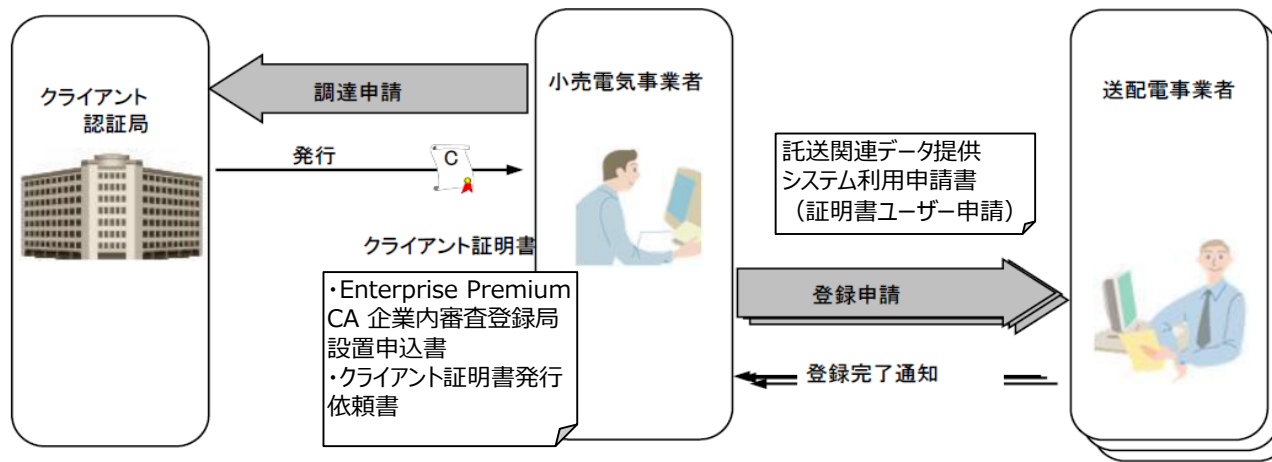 クライアント
認証局
調達申請
発行
C
クライアント証明書
・Enterprise Premium
CA 企業内審査登録局
設置申込書
・クライアント証明書発行
依頼書
小売電気事業者
託送関連データ提供
システム利用申請書
（証明書ユーザー申請）
登録申請
登録完了通知
送配電事業者